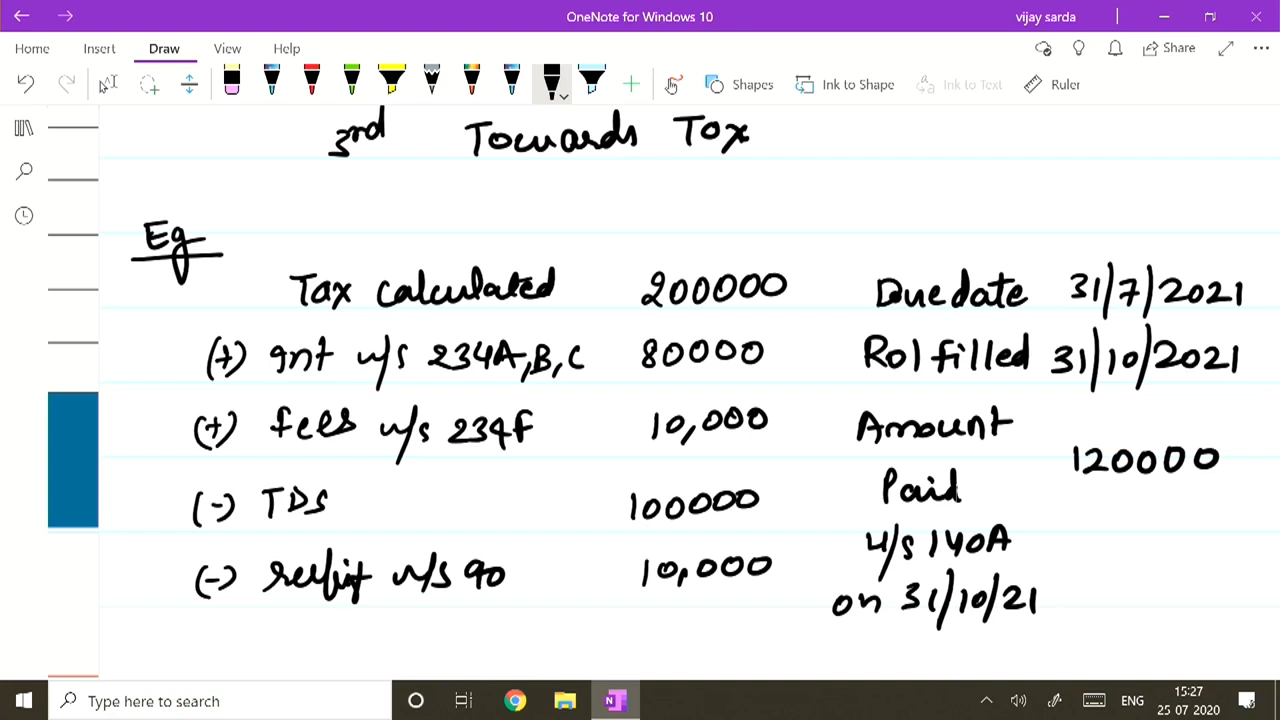 OneNote for Windows 10
vijay sarda
Home Insert Draw View Help Share
Shapes Ink to Shape Ink to Text Ruler
3rd Towards Tax
Eg
Tax calculated 200000 Due date 31/7/2021
(+) Int u/s 234A,B,C 80000 RoI filled 31/10/2021
(+) fees u/s 234F 10,000 Amount
120000
Paid
(-) TDS 100000
u/s 140A
(-) u/s 90 10,000
on 31/10/21
Type here to search
ENG
15:27
25 07 2020
3